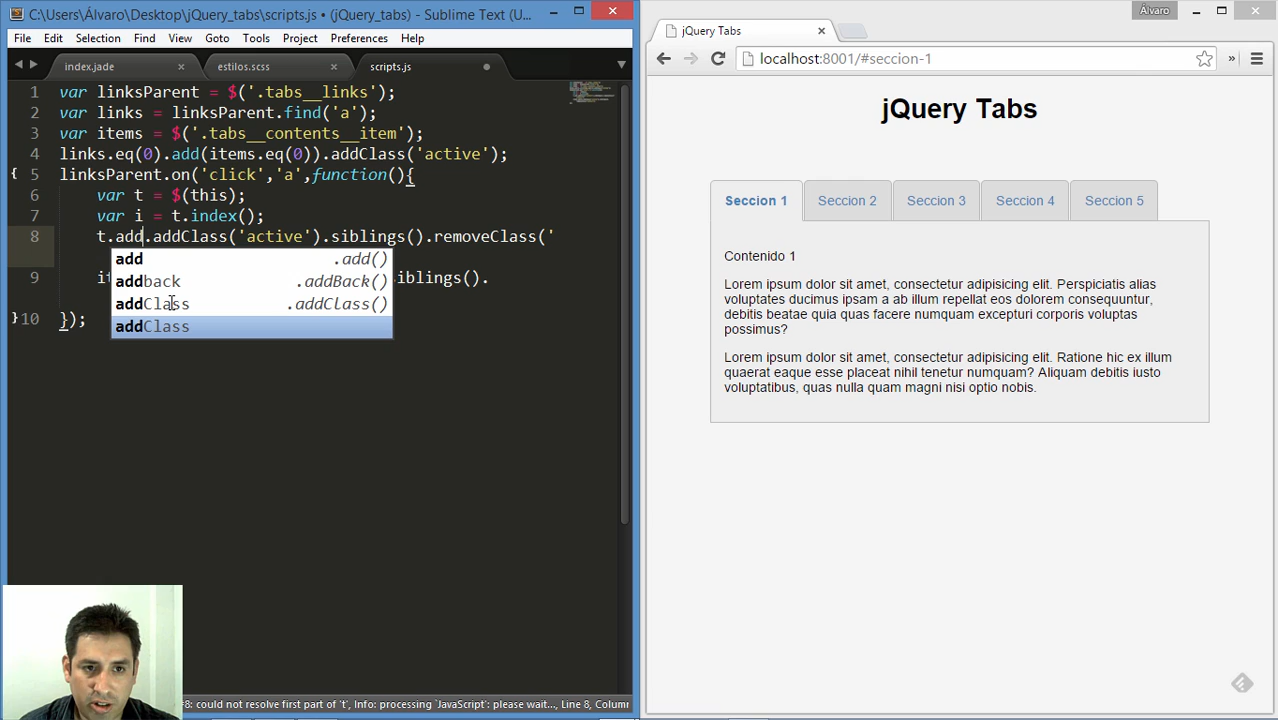 C:\Users\Álvaro\Desktop\jQuery_tabs\scripts.js • (jQuery_tabs) - Sublime Text (U...
File Edit Selection Find View Goto Tools Project Preferences Help
index.jade × estilos.scss × scripts.js
1 var linksParent = $('.tabs__links');
2 var links = linksParent.find('a');
3 var items = $('.tabs__contents__item');
4 links.eq(0).add(items.eq(0)).addClass('active');
{ 5 linksParent.on('click','a',function(){
6 var t = $(this);
7 var i = t.index();
8 t.add.addClass('active').siblings().removeClass('
add .add()
9 it iblings().
addback .addBack()
addClass .addClass()
addClass
}10 });
#8: could not resolve first part of 't', Info: processing `JavaScript`: please wait..., Line 8, Column
Álvaro
jQuery Tabs
localhost:8001/#seccion-1
jQuery Tabs
Seccion 1 Seccion 2 Seccion 3 Seccion 4 Seccion 5
Contenido 1
Lorem ipsum dolor sit amet, consectetur adipisicing elit. Perspiciatis alias
voluptates ducimus ipsam a ab illum repellat eos dolorem consequuntur,
debitis beatae quia quas facere numquam excepturi corporis voluptas
possimus?
Lorem ipsum dolor sit amet, consectetur adipisicing elit. Ratione hic ex illum
quaerat eaque esse placeat nihil tenetur numquam? Aliquam debitis iusto
voluptatibus, quas nulla quam magni nisi optio nobis.